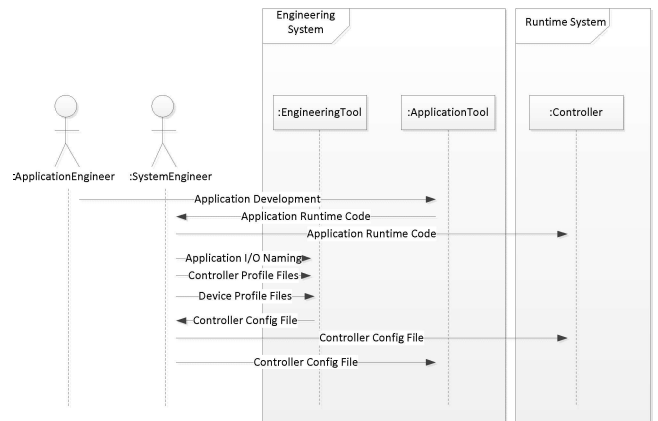 Engineering
System
Runtime System
:EngineeringTool
:ApplicationTool
:Controller
:ApplicationEngineer
:SystemEngineer
Application Development
Application Runtime Code
Application Runtime Code
Application I/O Naming
Controller Profile Files
Device Profile Files
Controller Config File
Controller Config File
Controller Config File